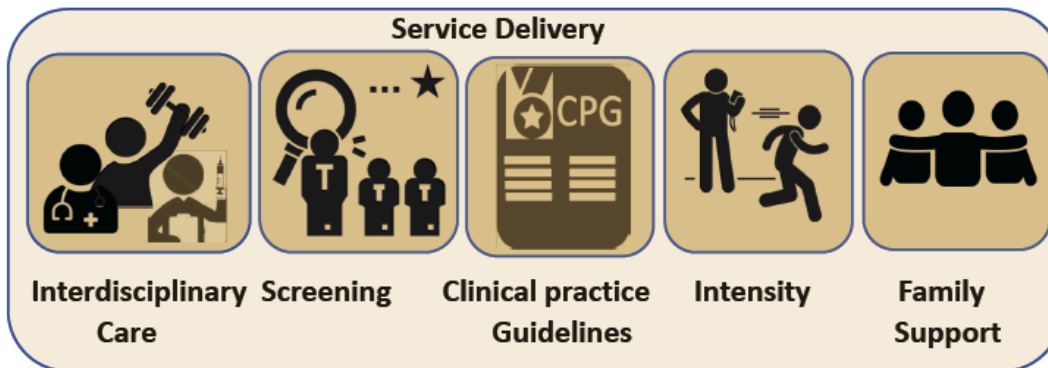 Service Delivery
...
T T T
CPG
Interdisciplinary Care
Screening
Clinical practice Guidelines
Intensity
Family Support